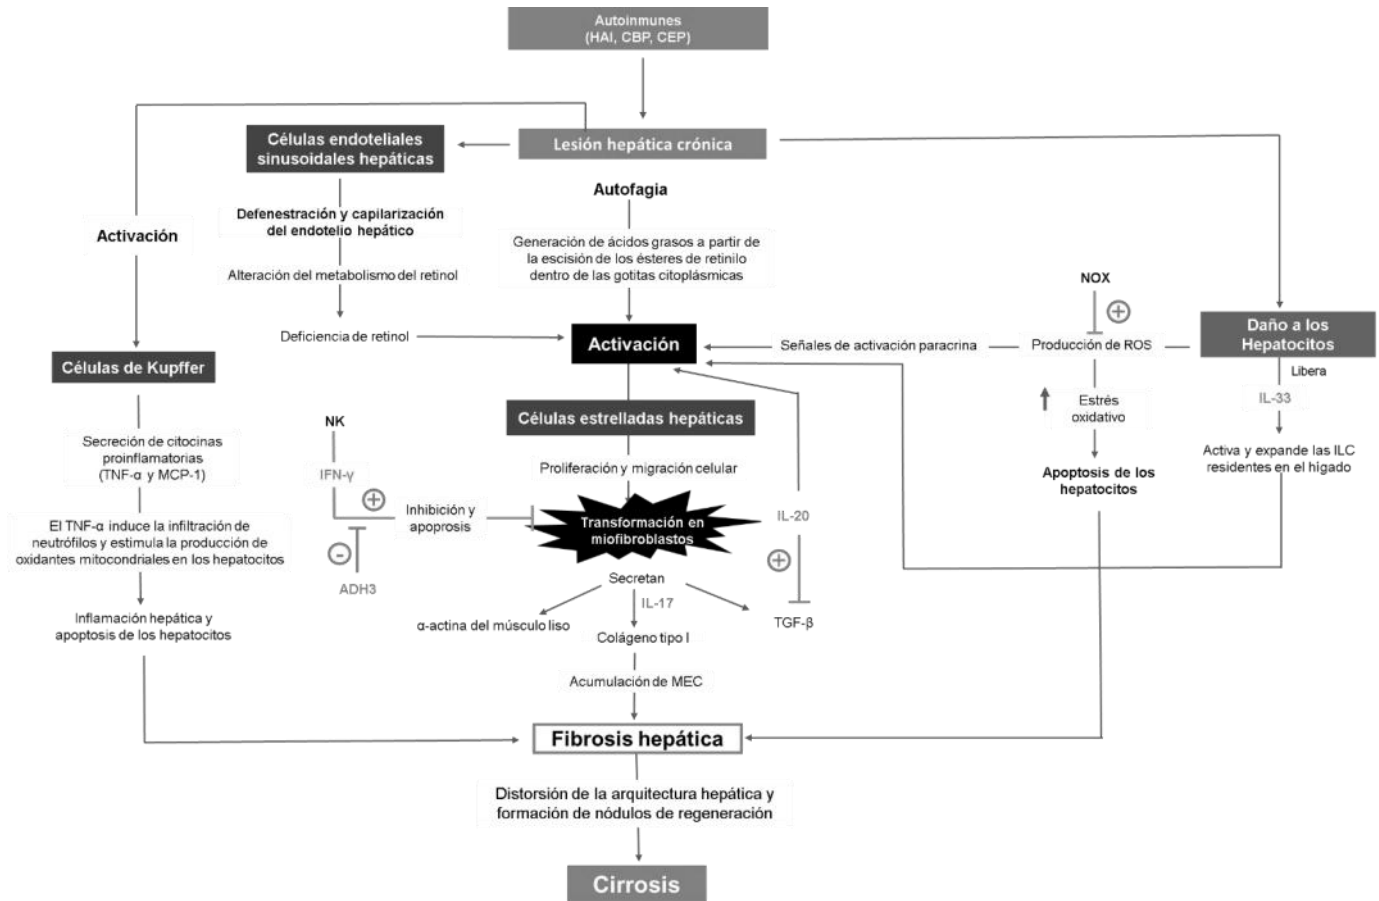 Autoinmunes
(HAI, CBP, CEP)
Células endoteliales
sinusoidales hepáticas
Lesión hepática crónica
Autofagia
Defenestración y capilarización
del endotelio hepático
Activación
Generación de ácidos grasos a partir de
la escisión de los ésteres de retinilo
dentro de las gotitas citoplásmicas
Alteración del metabolismo del retinol
NOX
+
Deficiencia de retinol
Activación
Señales de activación paracrina
Producción de ROS
Daño a los
Hepatocitos
Células de Kupffer
Libera
IL-33
Estrés
oxidativo
Células estrelladas hepáticas
NK
Secreción de citocinas
proinflamatorias
(TNF-α y MCP-1)
Activa y expande las ILC
residentes en el hígado
Proliferación y migración celular
Apoptosis de los
hepatocitos
IFN-γ
+
Inhibición y
apoprosis
Transformación en
miofibroblastos
IL-20
El TNF-α induce la infiltración de
neutrófilos y estimula la producción de
oxidantes mitocondriales en los hepatocitos
-
ADH3
+
Secretan
IL-17
Inflamación hepática y
apoptosis de los hepatocitos
α-actina del músculo liso
Colágeno tipo I
TGF-β
Acumulación de MEC
Fibrosis hepática
Distorsión de la arquitectura hepática y
formación de nódulos de regeneración
Cirrosis